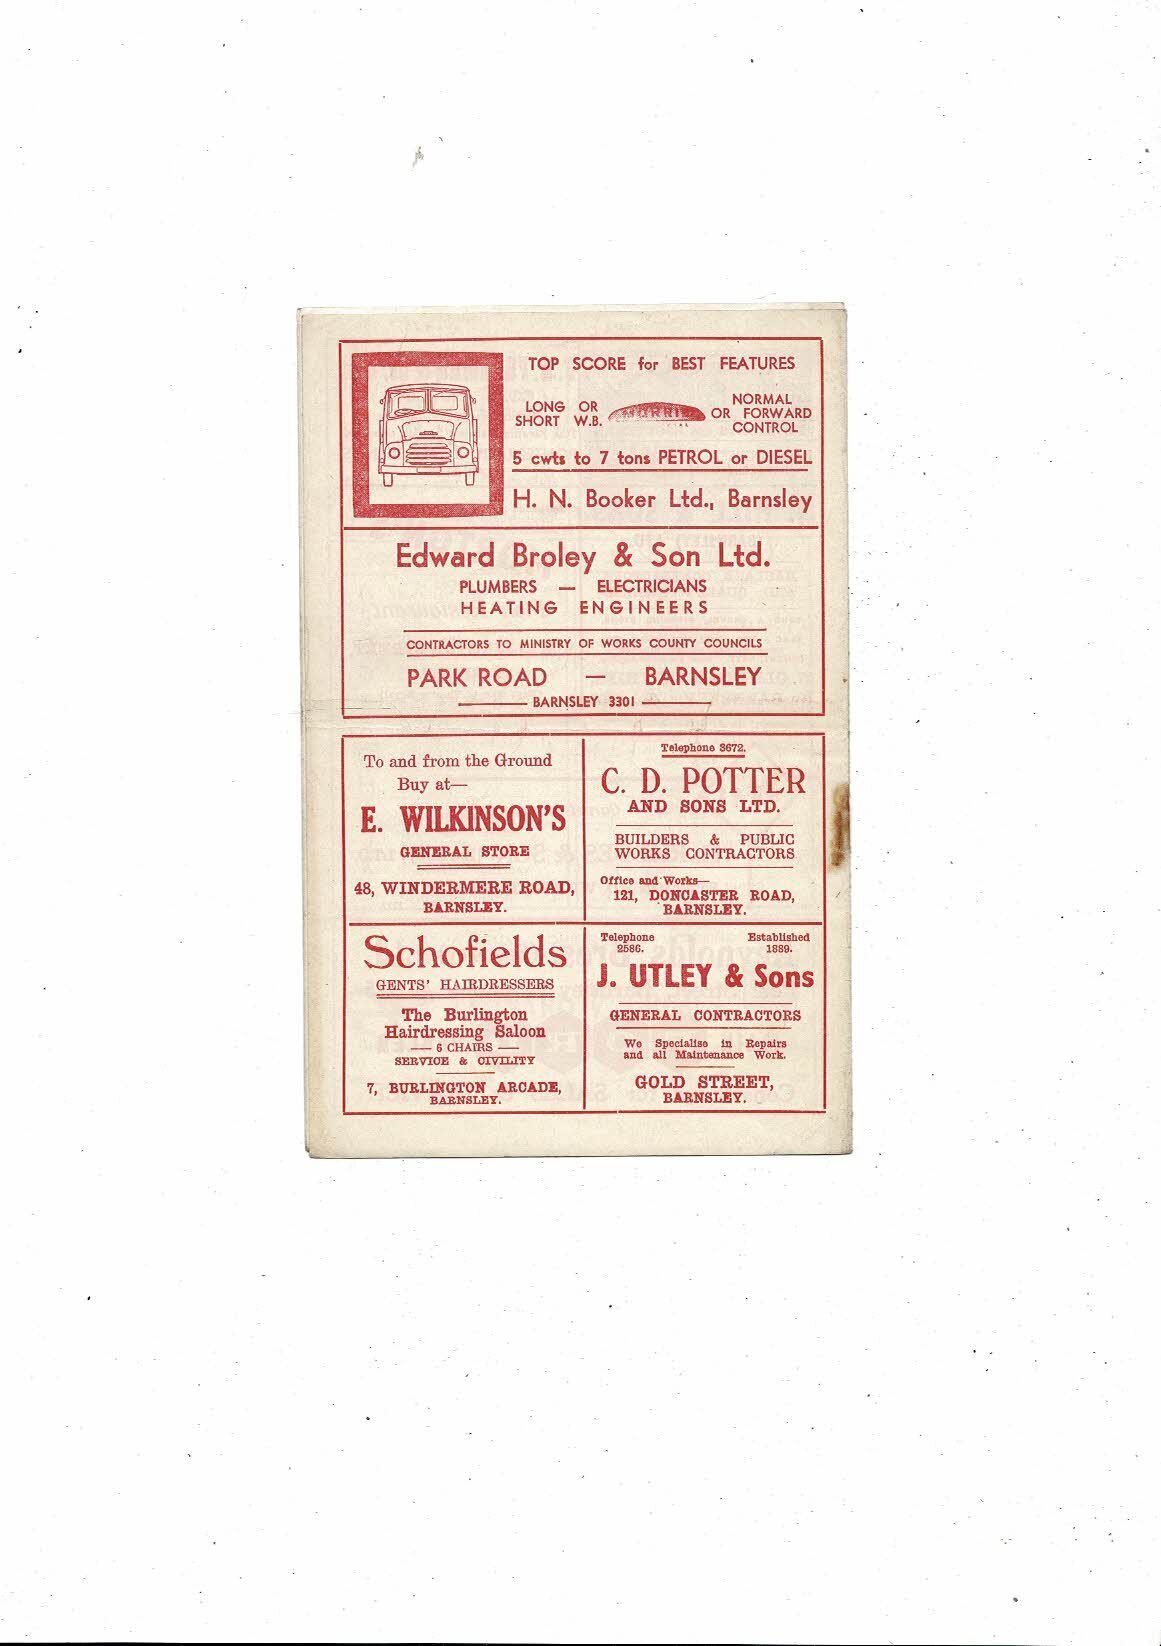 TOP SCORE for BEST FEATURES
LONG OR
SHORT W.B.
MORRIS
NORMAL
OR FORWARD
CONTROL
5 cwts to 7 tons PETROL or DIESEL
H. N. Booker Ltd., Barnsley
Edward Broley & Son Ltd.
PLUMBERS — ELECTRICIANS
HEATING ENGINEERS
CONTRACTORS TO MINISTRY OF WORKS COUNTY COUNCILS
PARK ROAD — BARNSLEY
BARNSLEY 3301
To and from the Ground
Buy at—
E. WILKINSON'S
GENERAL STORE
48, WINDERMERE ROAD,
BARNSLEY.
Telephone 3672.
C. D. POTTER
AND SONS LTD.
BUILDERS & PUBLIC
WORKS CONTRACTORS
Office and Works—
121, DONCASTER ROAD,
BARNSLEY.
Schofields
GENTS' HAIRDRESSERS
The Burlington
Hairdressing Saloon
— 6 CHAIRS —
SERVICE & CIVILITY
7, BURLINGTON ARCADE,
BARNSLEY.
Telephone
2586.
Established
1889.
J. UTLEY & Sons
GENERAL CONTRACTORS
We Specialise in Repairs
and all Maintenance Work.
GOLD STREET,
BARNSLEY.